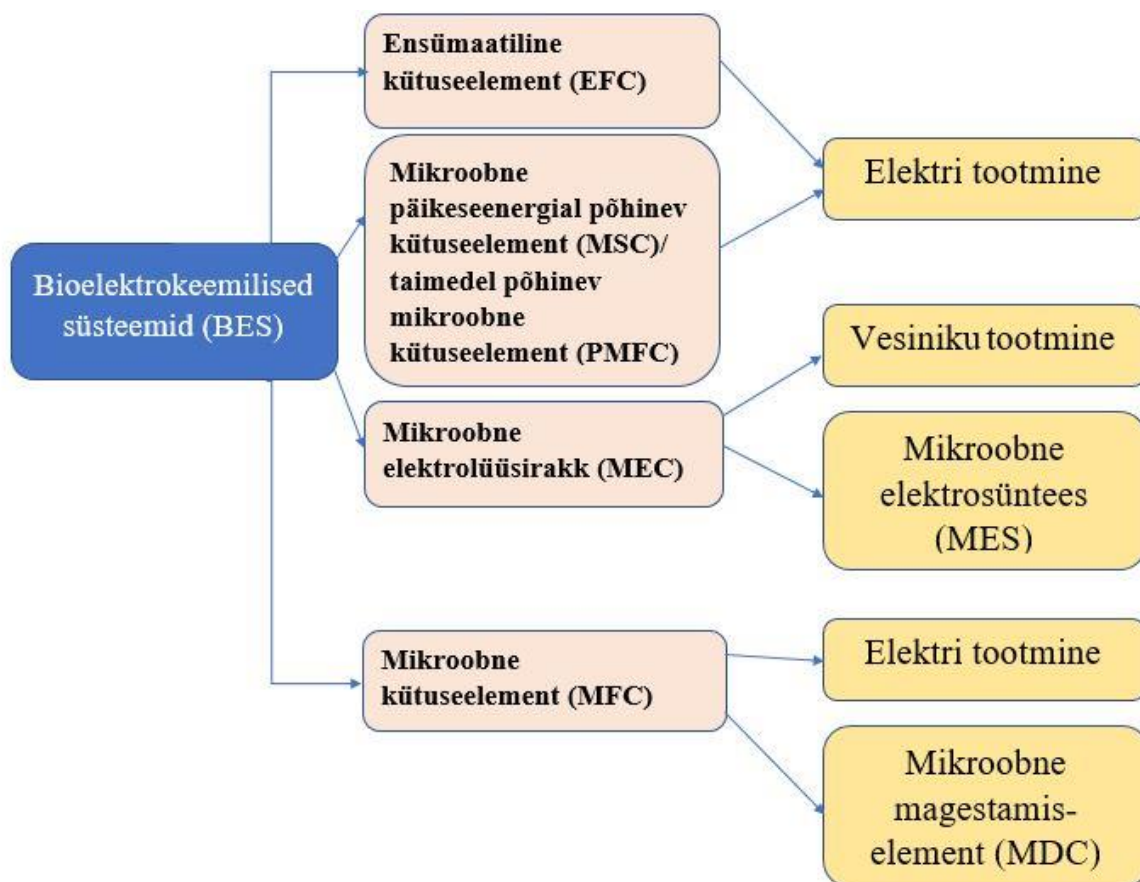 Bioelektrokeemilised
süsteemid (BES)
Ensümaatiline
kütuseelement (EFC)
Mikroobne
päikeseenergial põhinev
kütuseelement (MSC)/
taimedel põhinev
mikroobne
kütuseelement (PMFC)
Mikroobne
elektrolüüsirakk (MEC)
Mikroobne
kütuseelement (MFC)
Elektri tootmine
Vesiniku tootmine
Mikroobne
elektrosüntees
(MES)
Elektri tootmine
Mikroobne
magestamis-
element (MDC)